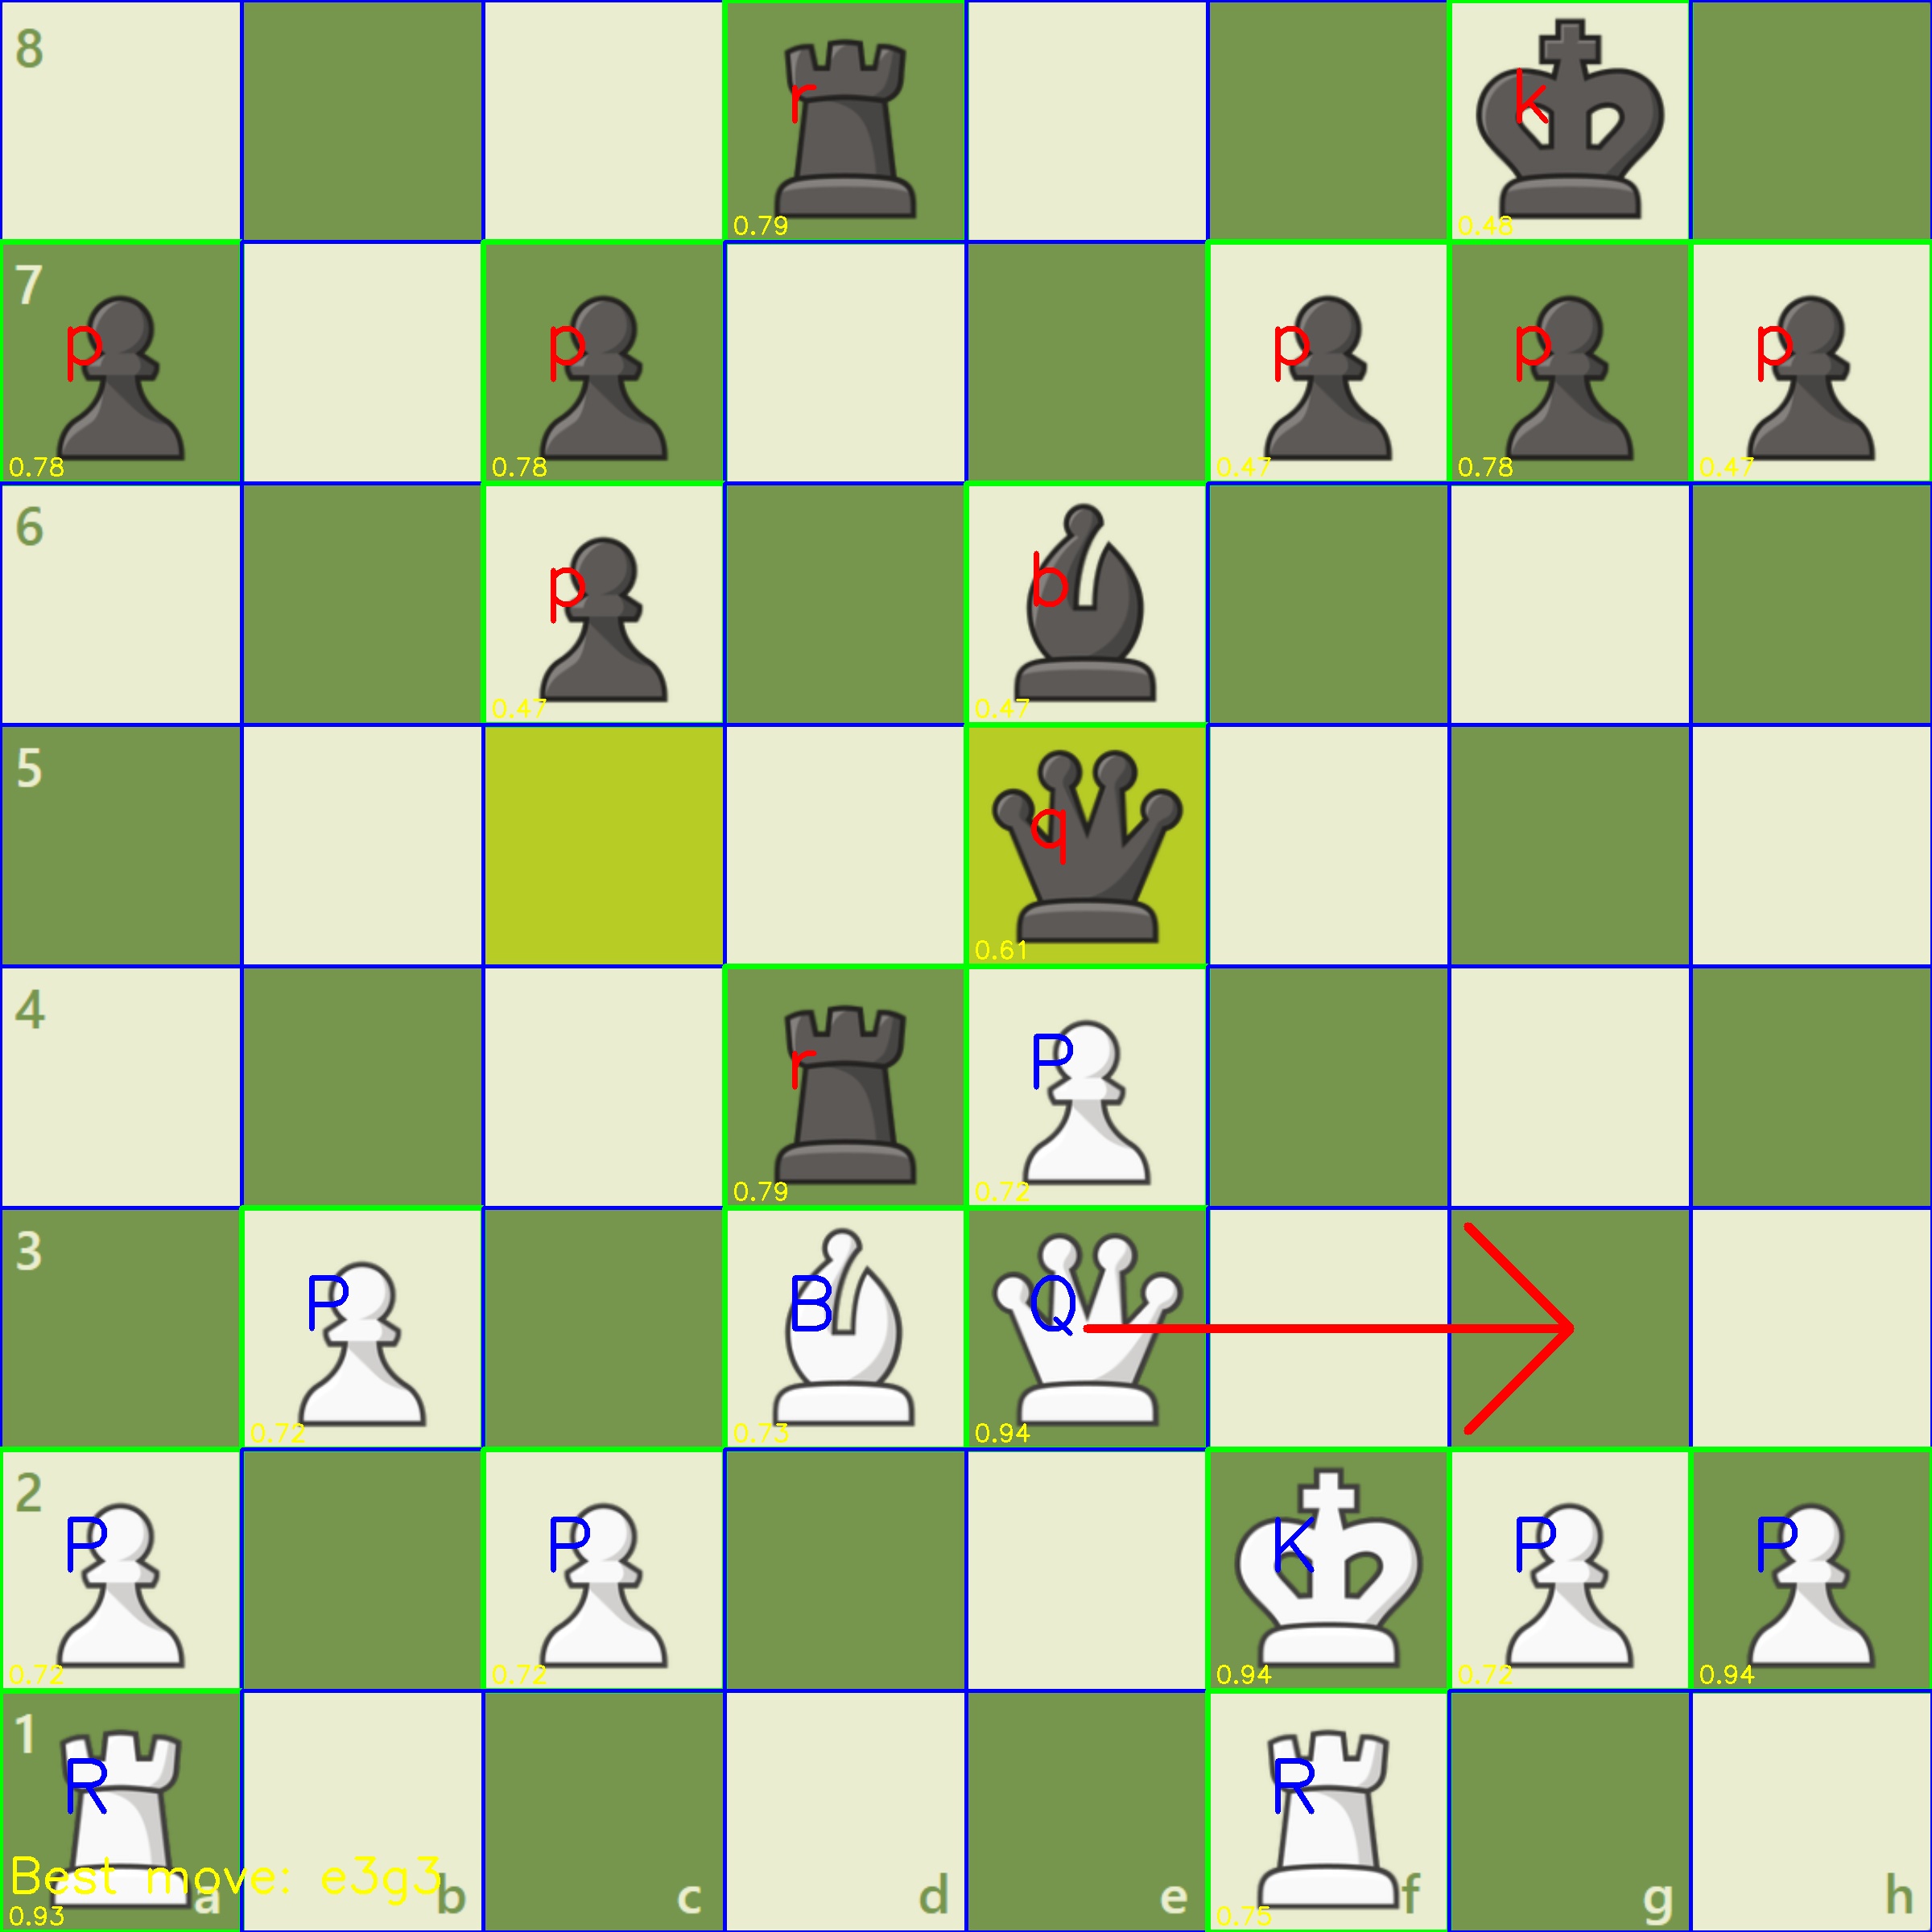 8 r k
0.79 0.48
7 p p p p p
0.78 0.78 0.47 0.78 0.47
6 p b
0.47 0.47
5 q
0.61
4 r P
0.79 0.72
3 P B Q
0.72 0.73 0.94
2 P P K P P
0.72 0.72 0.94 0.72 0.94
1 R R
Best move: e3g3
a b c d e f g h
0.93 0.75